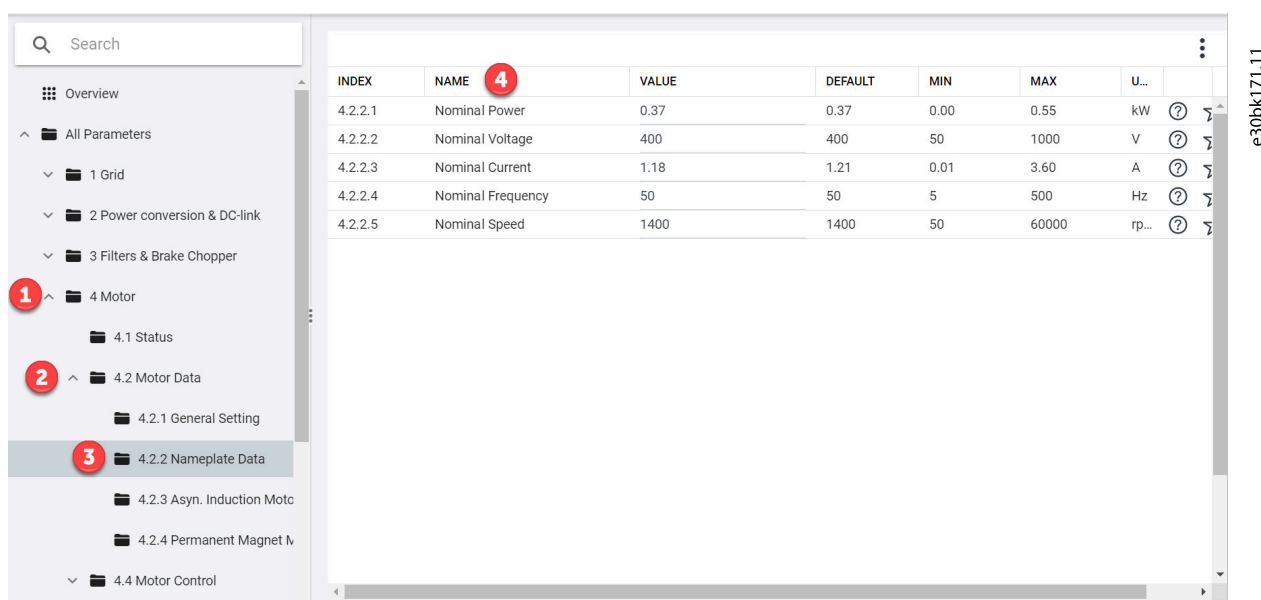 Search
Overview
All Parameters
1 Grid
2 Power conversion & DC-link
3 Filters & Brake Chopper
1 4 Motor
4.1 Status
2 4.2 Motor Data
4.2.1 General Setting
3 4.2.2 Nameplate Data
4.2.3 Asyn. Induction Moto
4.2.4 Permanent Magnet M
4.4 Motor Control
INDEX NAME 4 VALUE DEFAULT MIN MAX U...
4.2.2.1 Nominal Power 0.37 0.37 0.00 0.55 kW ?
4.2.2.2 Nominal Voltage 400 400 50 1000 V ?
4.2.2.3 Nominal Current 1.18 1.21 0.01 3.60 A ?
4.2.2.4 Nominal Frequency 50 50 5 500 Hz ?
4.2.2.5 Nominal Speed 1400 1400 50 60000 rp... ?
e30bk171.11